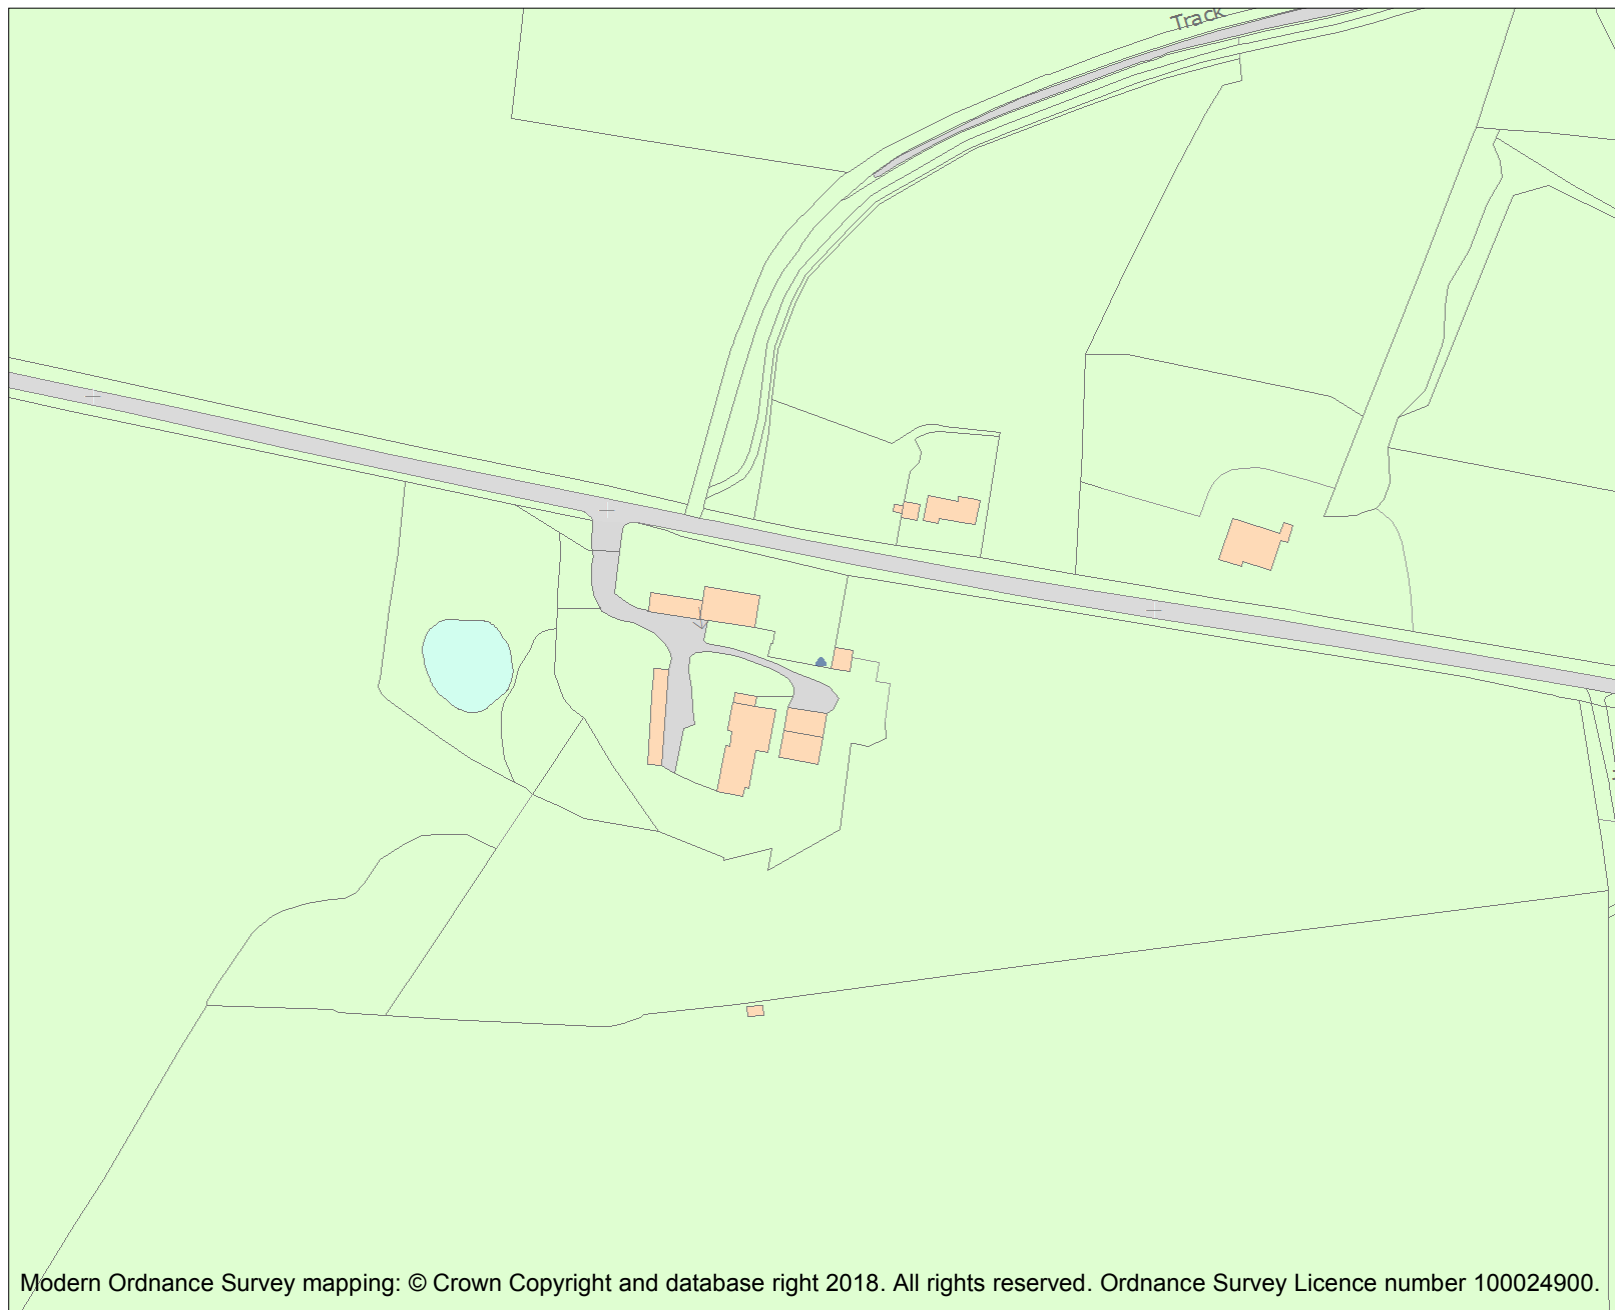 Track
Modern Ordnance Survey mapping: © Crown Copyright and database right 2018. All rights reserved. Ordnance Survey Licence number 100024900.